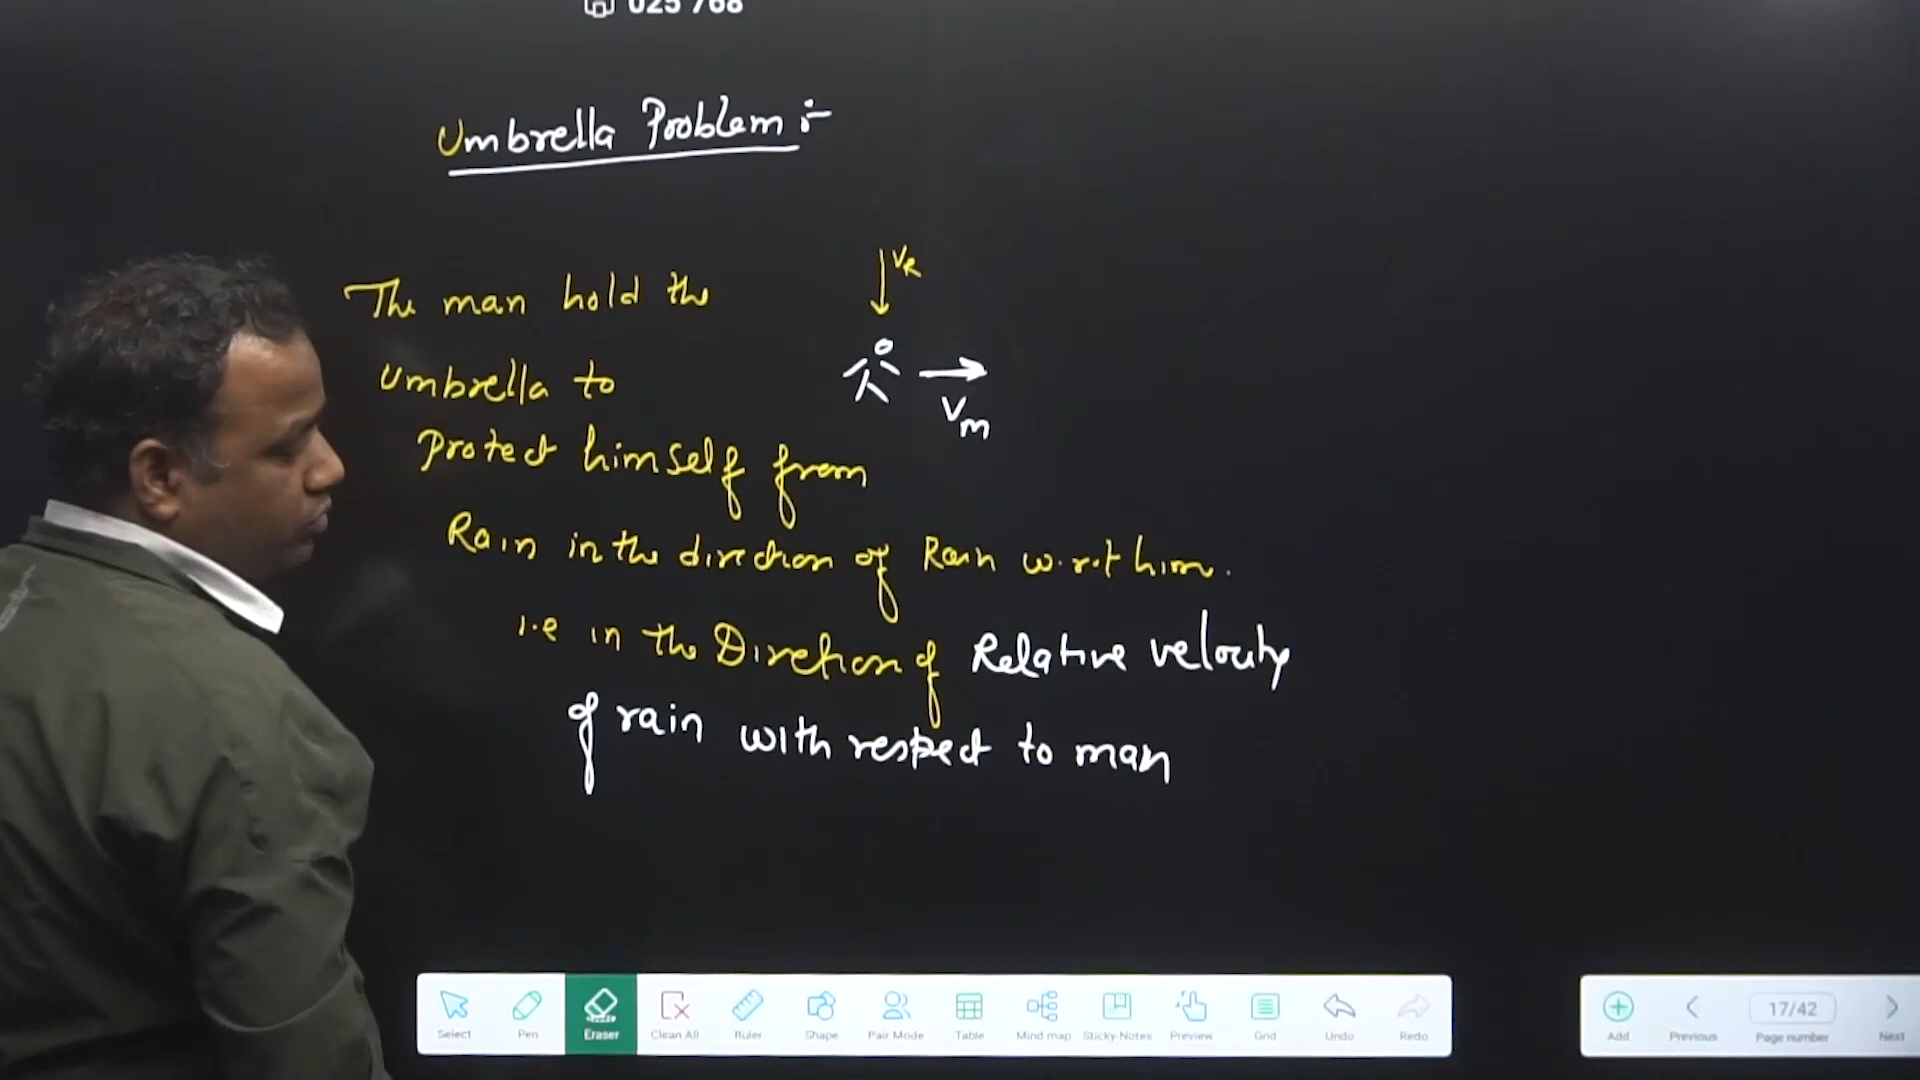 025 768
Umbrella Problem :-
VR
The man hold the
Umbrella to
Vm
Protect himself from
Rain in the direction of Rain w.r.t him.
i.e in the Direction of Relative velocity
of rain with respect to man
Select Pen Eraser Clean All Ruler Shape Pair Mode Table Mind map Sticky-Notes Preview Grid Undo Redo
17/42
Add Previous Page number Next